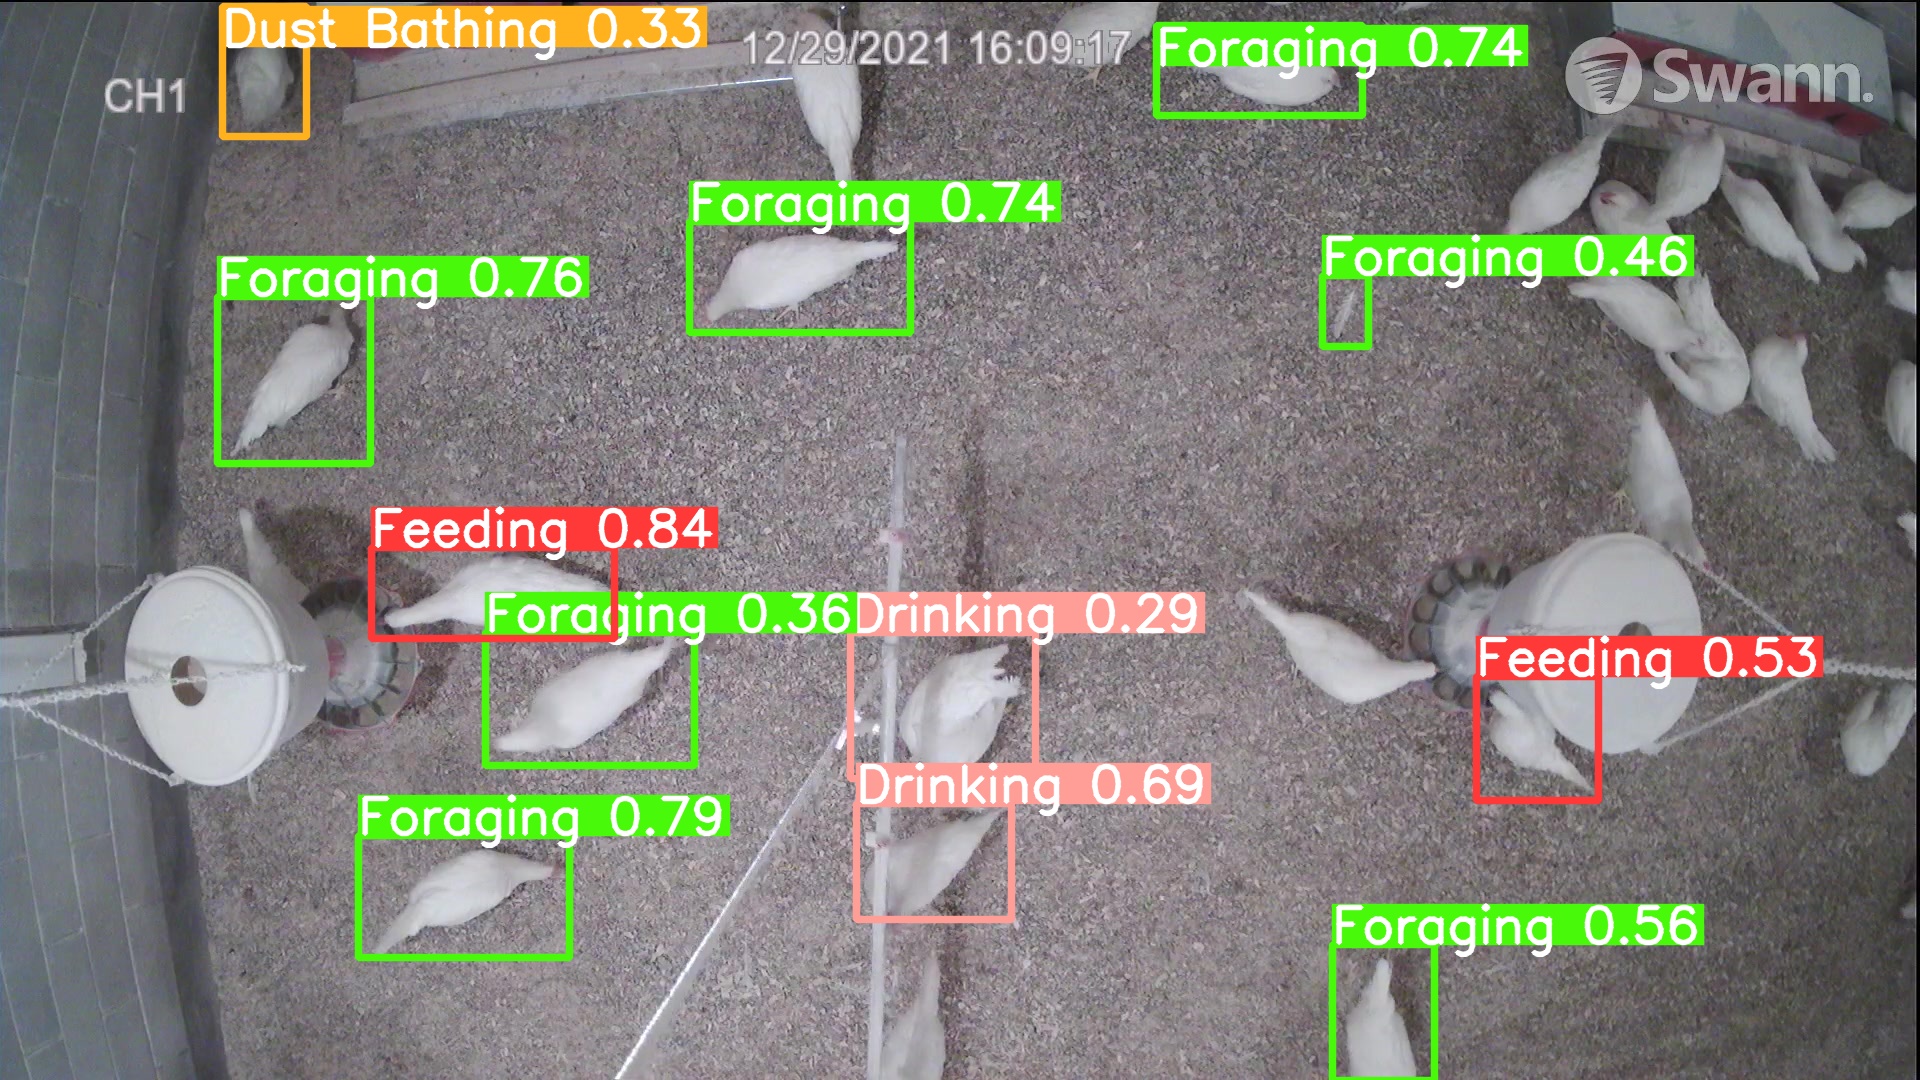 Dust Bathing 0.33
12/29/2021 16:09:17
Foraging 0.74
Swann.
CH1
Foraging 0.74
Foraging 0.76
Foraging 0.46
Feeding 0.84
Foraging 0.36
Drinking 0.29
Feeding 0.53
Drinking 0.69
Foraging 0.79
Foraging 0.56